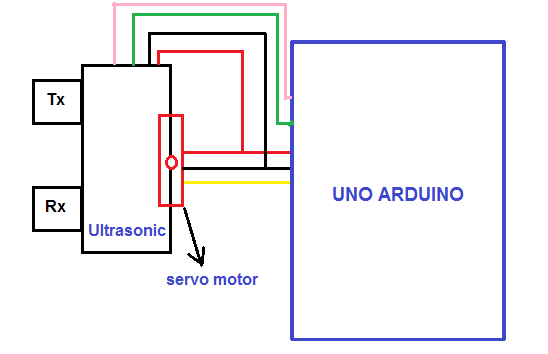 Tx
Rx
Ultrasonic
servo motor
UNO ARDUINO